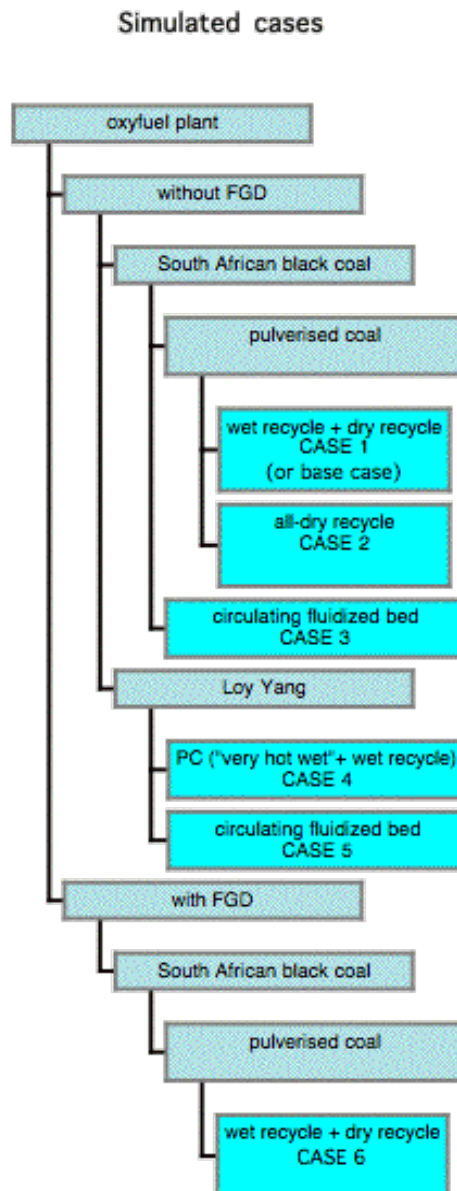 Simulated cases
oxyfuel plant
without FGD
South African black coal
pulverised coal
wet recycle + dry recycle
CASE 1
(or base case)
all-dry recycle
CASE 2
circulating fluidized bed
CASE 3
Loy Yang
PC ("very hot wet"+ wet recycle)
CASE 4
circulating fluidized bed
CASE 5
with FGD
South African black coal
pulverised coal
wet recycle + dry recycle
CASE 6